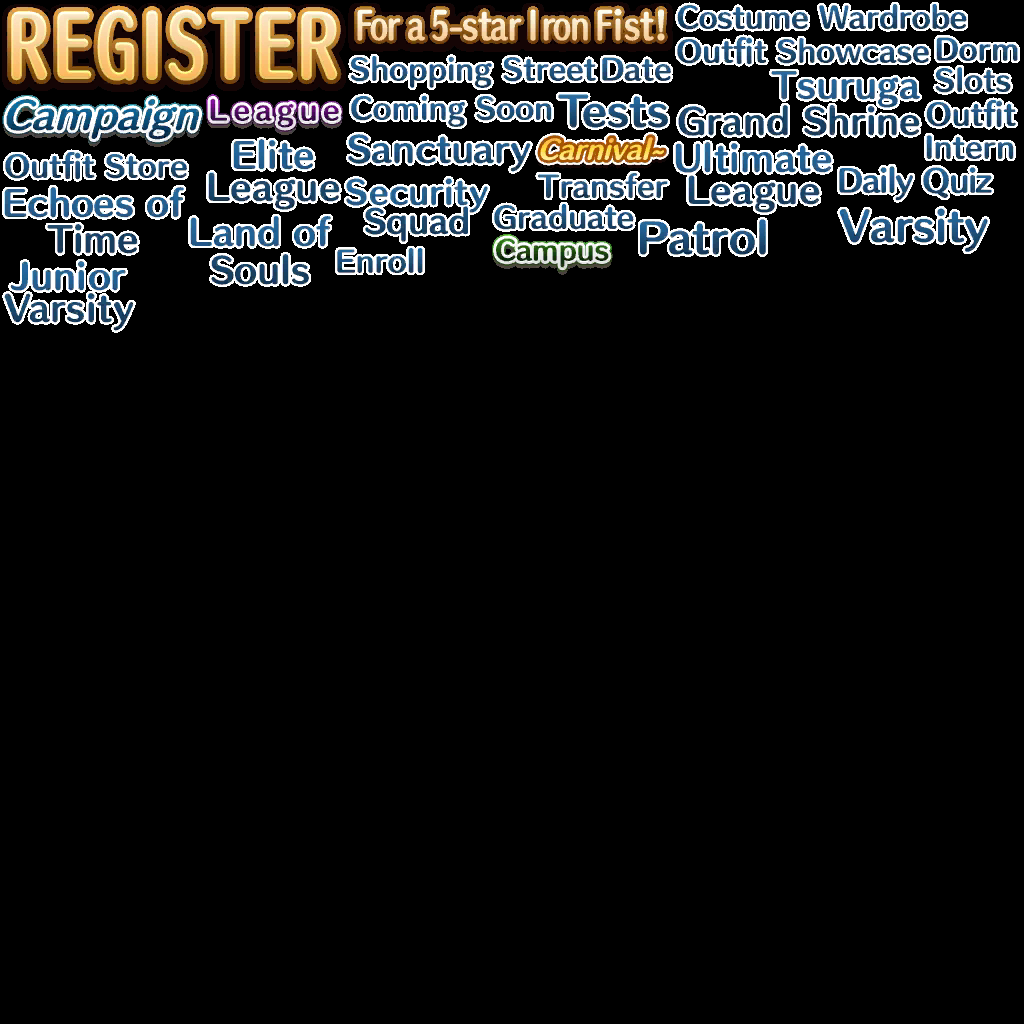 REGISTER
For a 5-star Iron Fist!
Costume Wardrobe
Outfit Showcase
Dorm
Shopping Street
Date
Tsuruga
Grand Shrine
Slots
Campaign
League
Coming Soon
Tests
Outfit
Outfit Store
Elite
League
Sanctuary
Carnival~
Ultimate
League
Intern
Echoes of
Time
Security
Squad
Transfer
Daily Quiz
Land of
Souls
Graduate
Patrol
Varsity
Enroll
Campus
Junior
Varsity